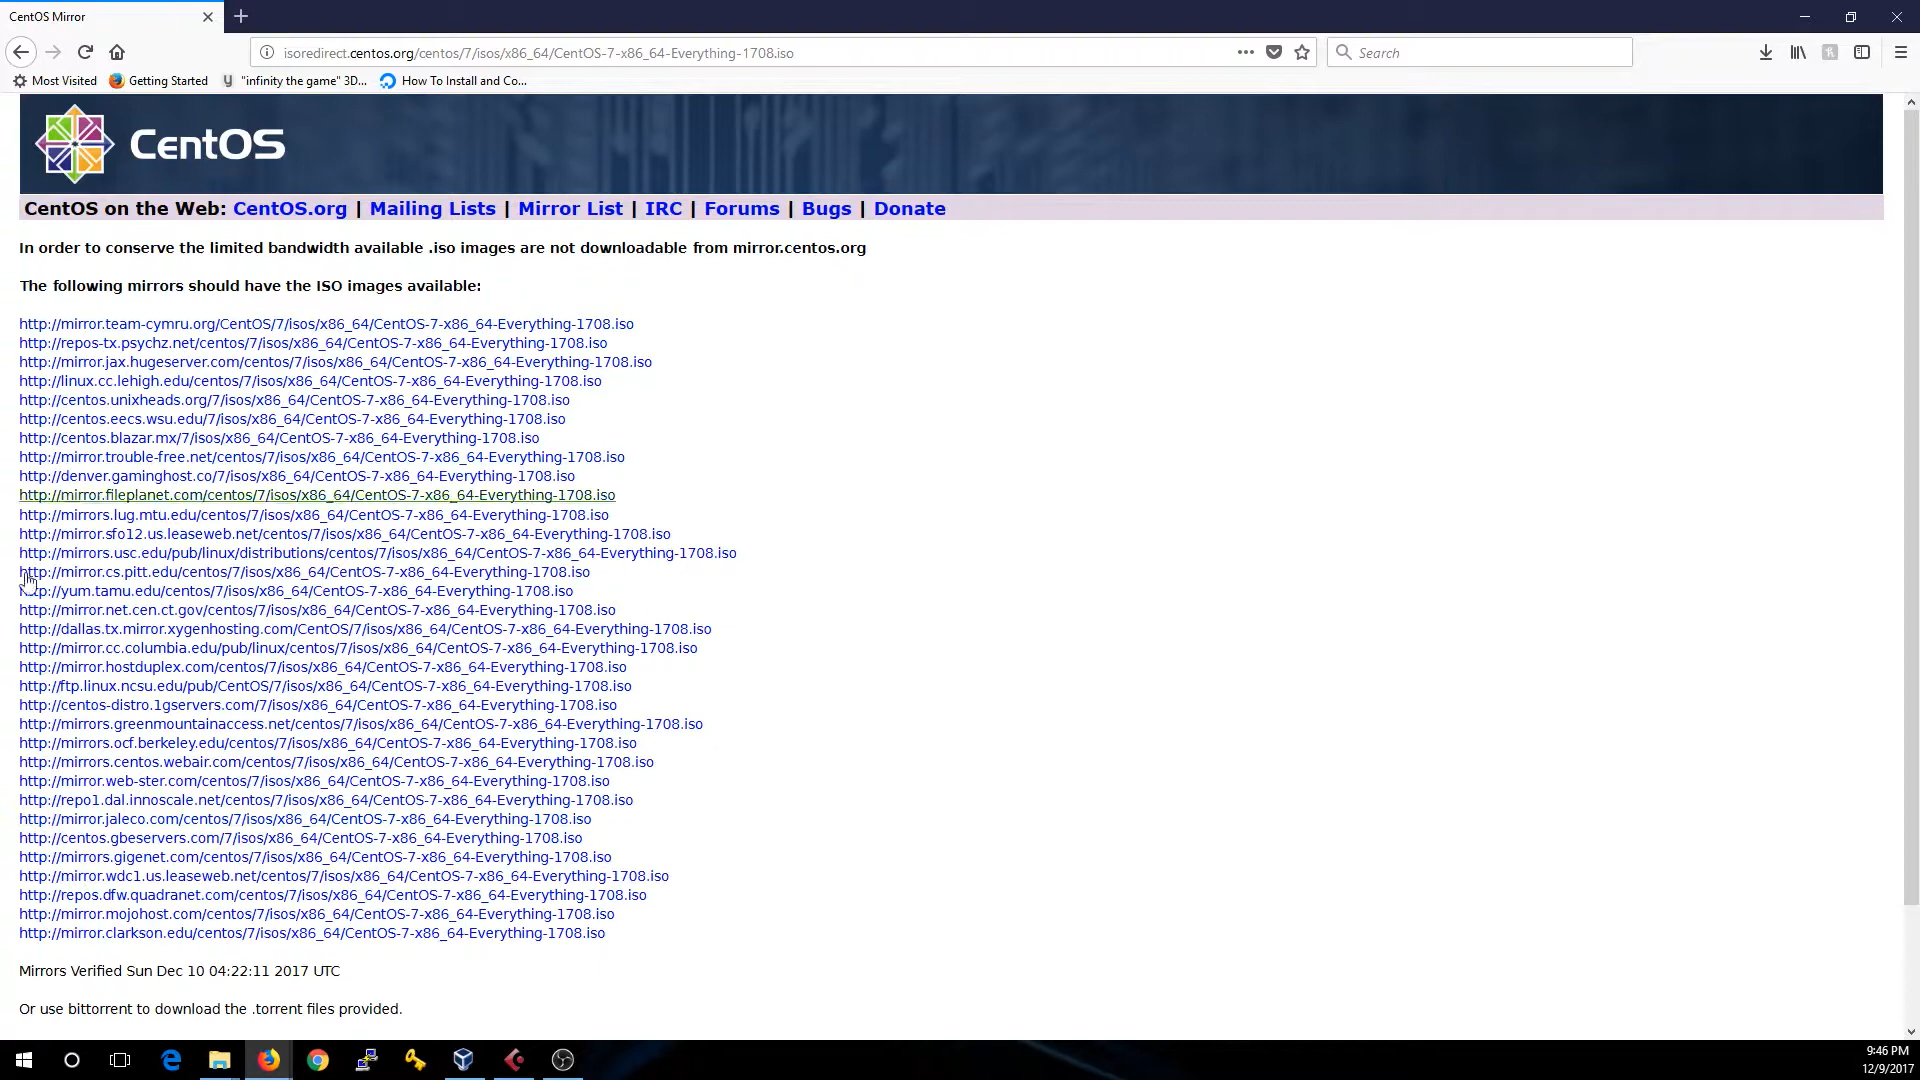 CentOS Mirror
isoredirect.centos.org/centos/7/isos/x86_64/CentOS-7-x86_64-Everything-1708.iso
Search
Most Visited
Getting Started
"infinity the game" 3D...
How To Install and Co...
CentOS
CentOS on the Web: CentOS.org | Mailing Lists | Mirror List | IRC | Forums | Bugs | Donate
In order to conserve the limited bandwidth available .iso images are not downloadable from mirror.centos.org
The following mirrors should have the ISO images available:
http://mirror.team-cymru.org/CentOS/7/isos/x86_64/CentOS-7-x86_64-Everything-1708.iso
http://repos-tx.psychz.net/centos/7/isos/x86_64/CentOS-7-x86_64-Everything-1708.iso
http://mirror.jax.hugeserver.com/centos/7/isos/x86_64/CentOS-7-x86_64-Everything-1708.iso
http://linux.cc.lehigh.edu/centos/7/isos/x86_64/CentOS-7-x86_64-Everything-1708.iso
http://centos.unixheads.org/7/isos/x86_64/CentOS-7-x86_64-Everything-1708.iso
http://centos.eecs.wsu.edu/7/isos/x86_64/CentOS-7-x86_64-Everything-1708.iso
http://centos.blazar.mx/7/isos/x86_64/CentOS-7-x86_64-Everything-1708.iso
http://mirror.trouble-free.net/centos/7/isos/x86_64/CentOS-7-x86_64-Everything-1708.iso
http://denver.gaminghost.co/7/isos/x86_64/CentOS-7-x86_64-Everything-1708.iso
http://mirror.fileplanet.com/centos/7/isos/x86_64/CentOS-7-x86_64-Everything-1708.iso
http://mirrors.lug.mtu.edu/centos/7/isos/x86_64/CentOS-7-x86_64-Everything-1708.iso
http://mirror.sfo12.us.leaseweb.net/centos/7/isos/x86_64/CentOS-7-x86_64-Everything-1708.iso
http://mirrors.usc.edu/pub/linux/distributions/centos/7/isos/x86_64/CentOS-7-x86_64-Everything-1708.iso
http://mirror.cs.pitt.edu/centos/7/isos/x86_64/CentOS-7-x86_64-Everything-1708.iso
http://yum.tamu.edu/centos/7/isos/x86_64/CentOS-7-x86_64-Everything-1708.iso
http://mirror.net.cen.ct.gov/centos/7/isos/x86_64/CentOS-7-x86_64-Everything-1708.iso
http://dallas.tx.mirror.xygenhosting.com/CentOS/7/isos/x86_64/CentOS-7-x86_64-Everything-1708.iso
http://mirror.cc.columbia.edu/pub/linux/centos/7/isos/x86_64/CentOS-7-x86_64-Everything-1708.iso
http://mirror.hostduplex.com/centos/7/isos/x86_64/CentOS-7-x86_64-Everything-1708.iso
http://ftp.linux.ncsu.edu/pub/CentOS/7/isos/x86_64/CentOS-7-x86_64-Everything-1708.iso
http://centos-distro.1gservers.com/7/isos/x86_64/CentOS-7-x86_64-Everything-1708.iso
http://mirrors.greenmountainaccess.net/centos/7/isos/x86_64/CentOS-7-x86_64-Everything-1708.iso
http://mirrors.ocf.berkeley.edu/centos/7/isos/x86_64/CentOS-7-x86_64-Everything-1708.iso
http://mirrors.centos.webair.com/centos/7/isos/x86_64/CentOS-7-x86_64-Everything-1708.iso
http://mirror.web-ster.com/centos/7/isos/x86_64/CentOS-7-x86_64-Everything-1708.iso
http://repo1.dal.innoscale.net/centos/7/isos/x86_64/CentOS-7-x86_64-Everything-1708.iso
http://mirror.jaleco.com/centos/7/isos/x86_64/CentOS-7-x86_64-Everything-1708.iso
http://centos.gbeservers.com/7/isos/x86_64/CentOS-7-x86_64-Everything-1708.iso
http://mirrors.gigenet.com/centos/7/isos/x86_64/CentOS-7-x86_64-Everything-1708.iso
http://mirror.wdc1.us.leaseweb.net/centos/7/isos/x86_64/CentOS-7-x86_64-Everything-1708.iso
http://repos.dfw.quadranet.com/centos/7/isos/x86_64/CentOS-7-x86_64-Everything-1708.iso
http://mirror.mojohost.com/centos/7/isos/x86_64/CentOS-7-x86_64-Everything-1708.iso
http://mirror.clarkson.edu/centos/7/isos/x86_64/CentOS-7-x86_64-Everything-1708.iso
Mirrors Verified Sun Dec 10 04:22:11 2017 UTC
Or use bittorrent to download the .torrent files provided.
9:46 PM
12/9/2017